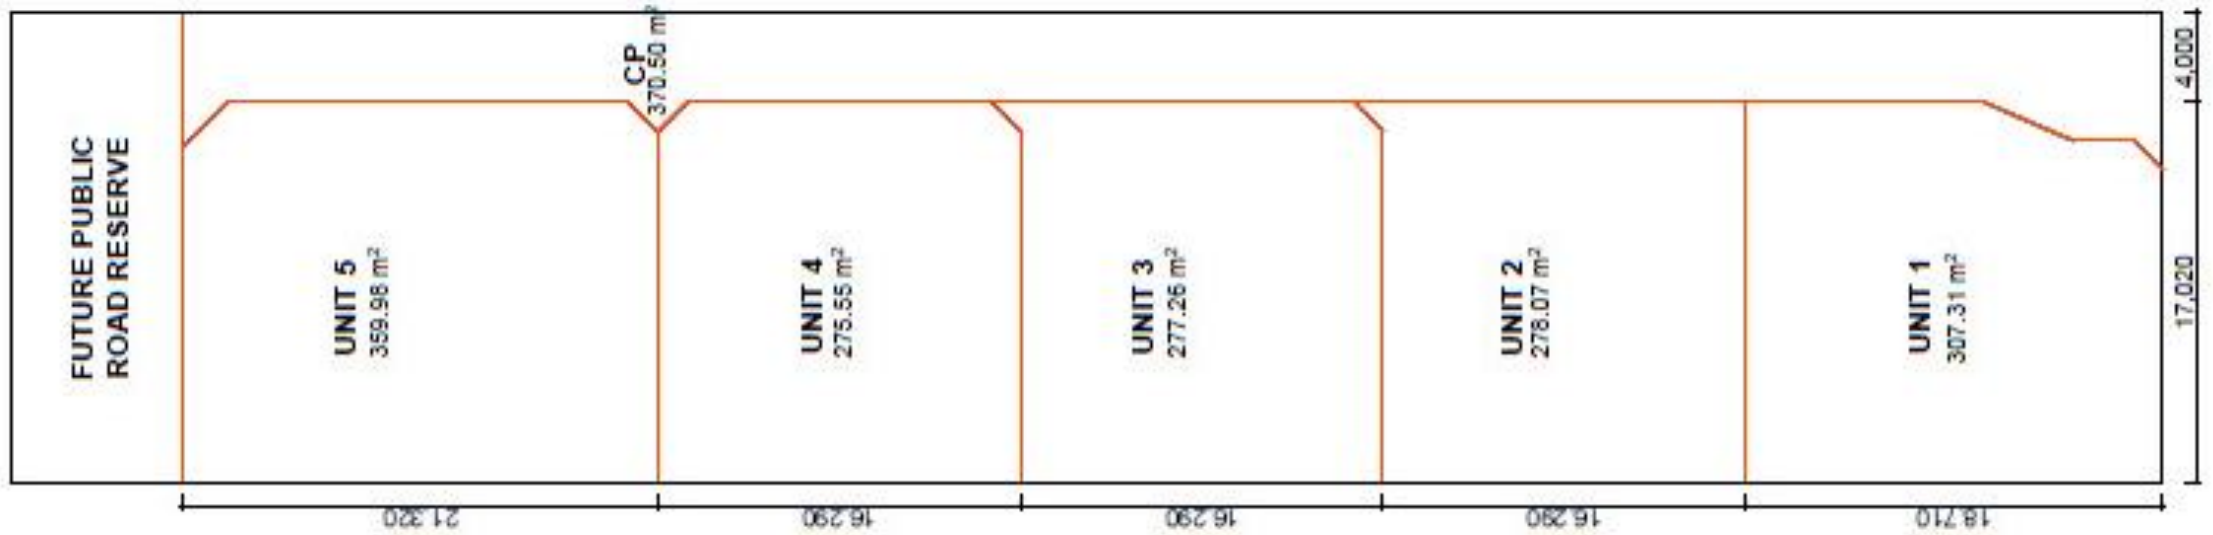 FUTURE PUBLIC
ROAD RESERVE
UNIT 5
359.98 m²
CP
370.50 m²
UNIT 4
275.55 m²
UNIT 3
277.26 m²
UNIT 2
278.07 m²
UNIT 1
307.31 m²
4,000
17,020
21.320
16.290
16.290
16.290
18.710